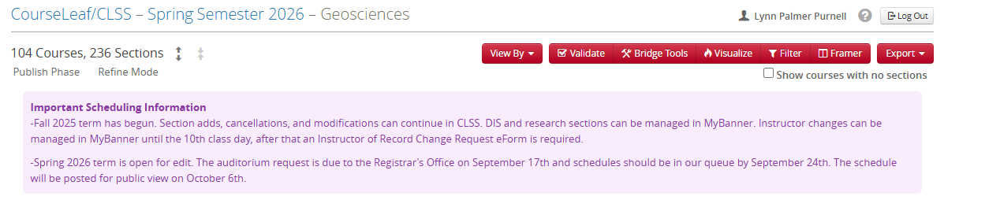 CourseLeaf/CLSS – Spring Semester 2026 – Geosciences
Lynn Palmer Purnell
?
Log Out
104 Courses, 236 Sections
View By
Validate
Bridge Tools
Visualize
Filter
Framer
Export
Publish Phase
Refine Mode
Show courses with no sections
Important Scheduling Information
-Fall 2025 term has begun. Section adds, cancellations, and modifications can continue in CLSS. DIS and research sections can be managed in MyBanner. Instructor changes can be
managed in MyBanner until the 10th class day, after that an Instructor of Record Change Request eForm is required.
-Spring 2026 term is open for edit. The auditorium request is due to the Registrar's Office on September 17th and schedules should be in our queue by September 24th. The schedule
will be posted for public view on October 6th.